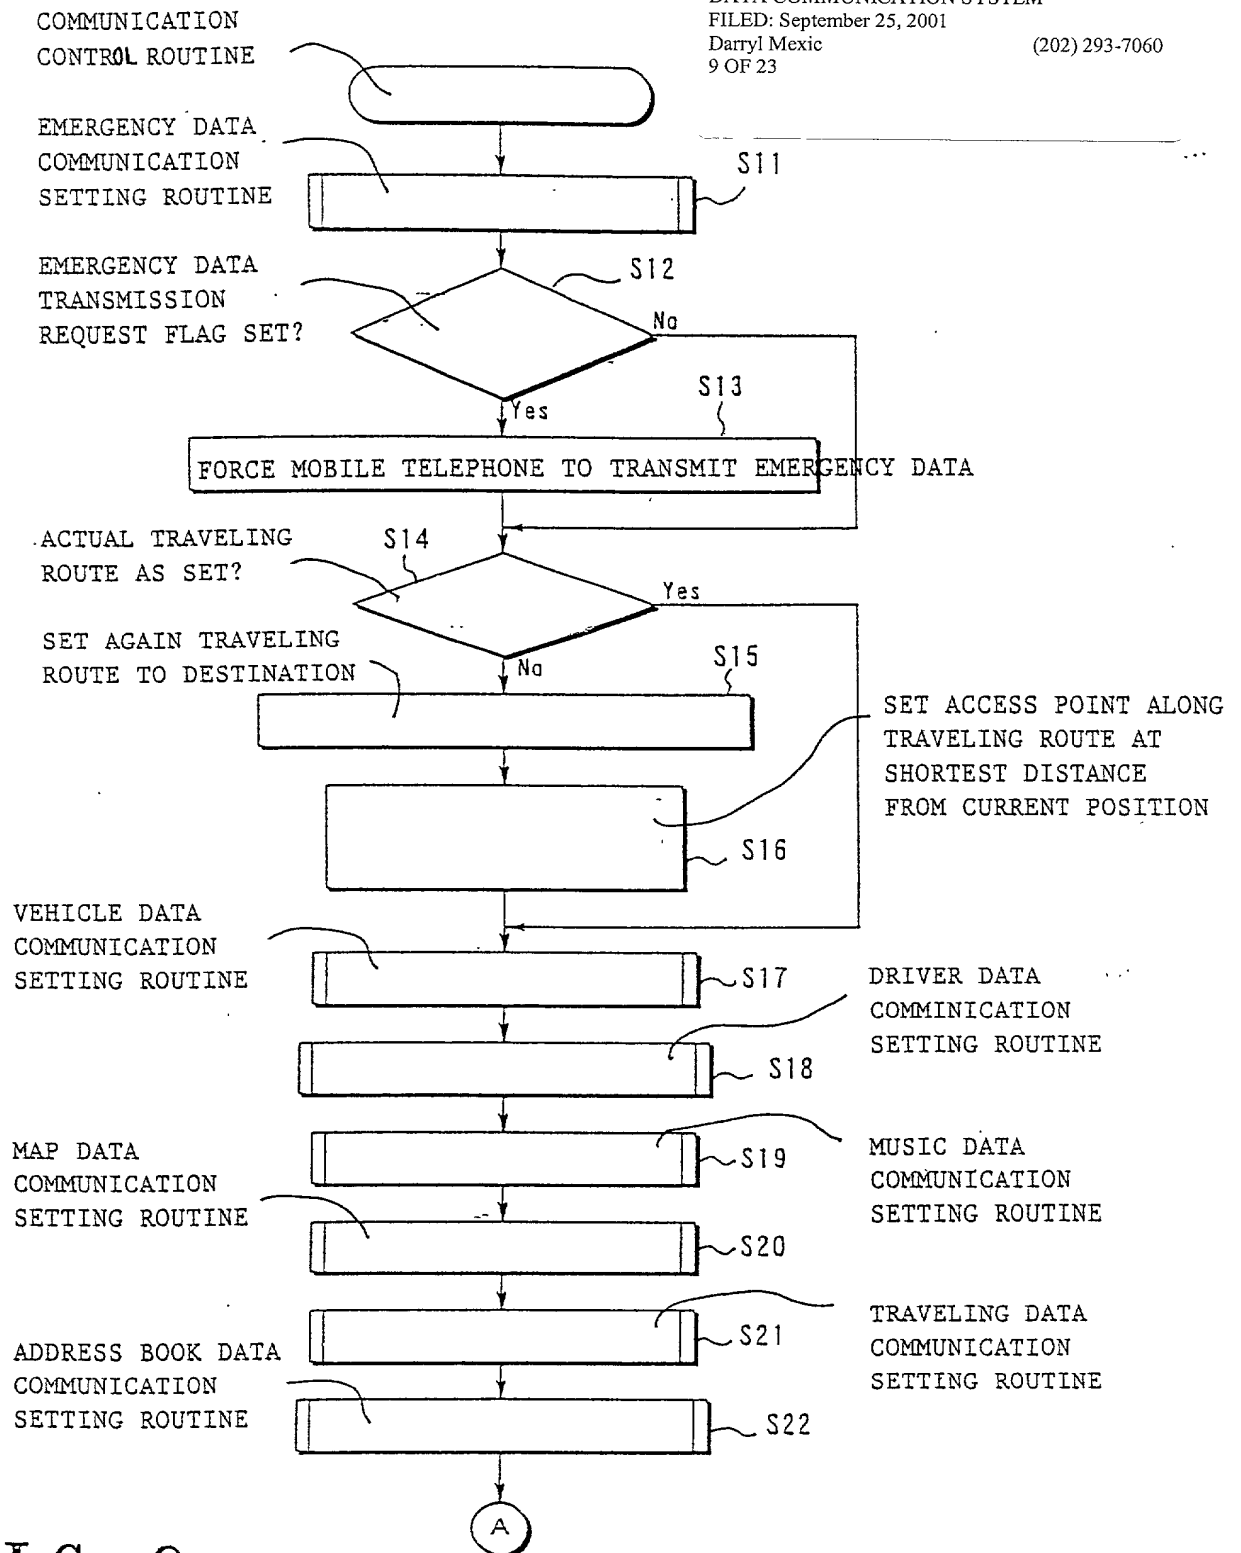 DATA COMMUNICATION SYSTEM
FILED: September 25, 2001
Darryl Mexic (202) 293-7060
9 OF 23
COMMUNICATION
CONTROL ROUTINE
EMERGENCY DATA
COMMUNICATION
SETTING ROUTINE
S11
EMERGENCY DATA
TRANSMISSION
REQUEST FLAG SET?
S12
No
Yes
S13
FORCE MOBILE TELEPHONE TO TRANSMIT EMERGENCY DATA
ACTUAL TRAVELING
ROUTE AS SET?
S14
Yes
No
SET AGAIN TRAVELING
ROUTE TO DESTINATION
S15
SET ACCESS POINT ALONG
TRAVELING ROUTE AT
SHORTEST DISTANCE
FROM CURRENT POSITION
S16
VEHICLE DATA
COMMUNICATION
SETTING ROUTINE
S17
DRIVER DATA
COMMINICATION
SETTING ROUTINE
S18
MUSIC DATA
COMMUNICATION
SETTING ROUTINE
S19
MAP DATA
COMMUNICATION
SETTING ROUTINE
S20
TRAVELING DATA
COMMUNICATION
SETTING ROUTINE
S21
ADDRESS BOOK DATA
COMMUNICATION
SETTING ROUTINE
S22
A